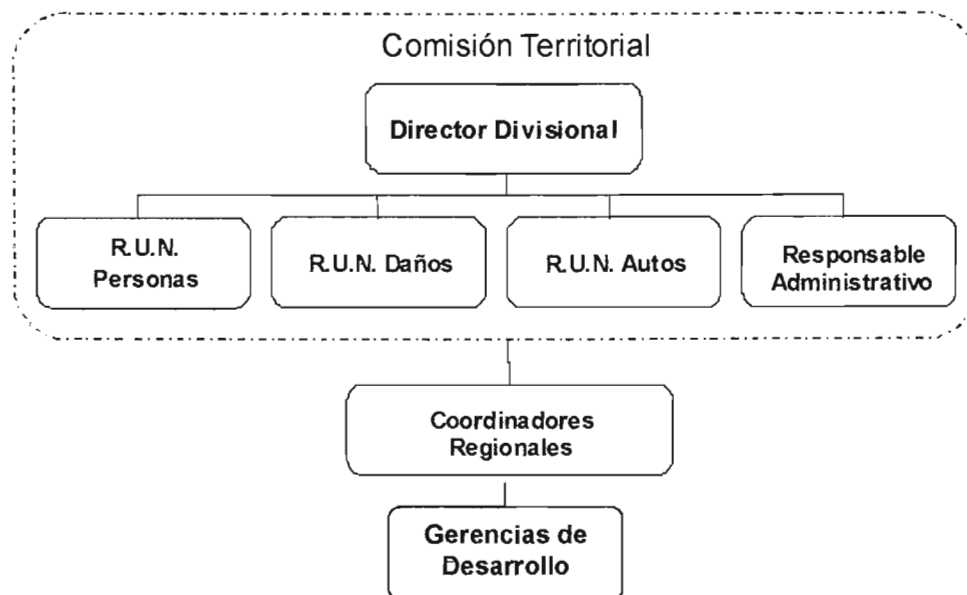 Comisión Territorial
Director Divisional
R.U.N.
Personas
R.U.N. Daños
R.U.N. Autos
Responsable
Administrativo
Coordinadores
Regionales
Gerencias de
Desarrollo